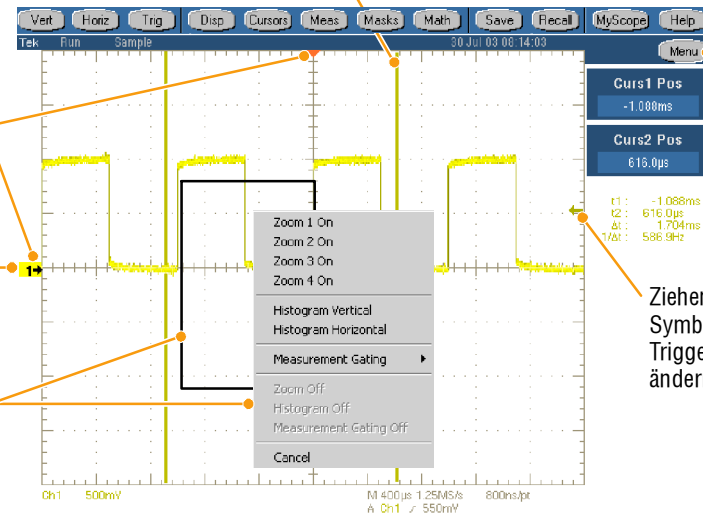 Vert Horiz Trig Disp Cursors Meas Masks Math Save Recall MyScope Help
Tek Run Sample 30 Jul 03 08:14:03
Menu
Curs1 Pos
-1.088ms
Curs2 Pos
616.0µs
t1: -1.088ms
t2: 616.0µs
Δt: 1.704ms
1/Δt: 586.9Hz
1
Zoom 1 On
Zoom 2 On
Zoom 3 On
Zoom 4 On
Histogram Vertical
Histogram Horizontal
Measurement Gating
Zoom Off
Histogram Off
Measurement Gating Off
Cancel
Ziehen
Symb
Trigge
änder
Ch1 500mV M 400µs 1.25MS/s 800ns/pt
A Ch1 550mV